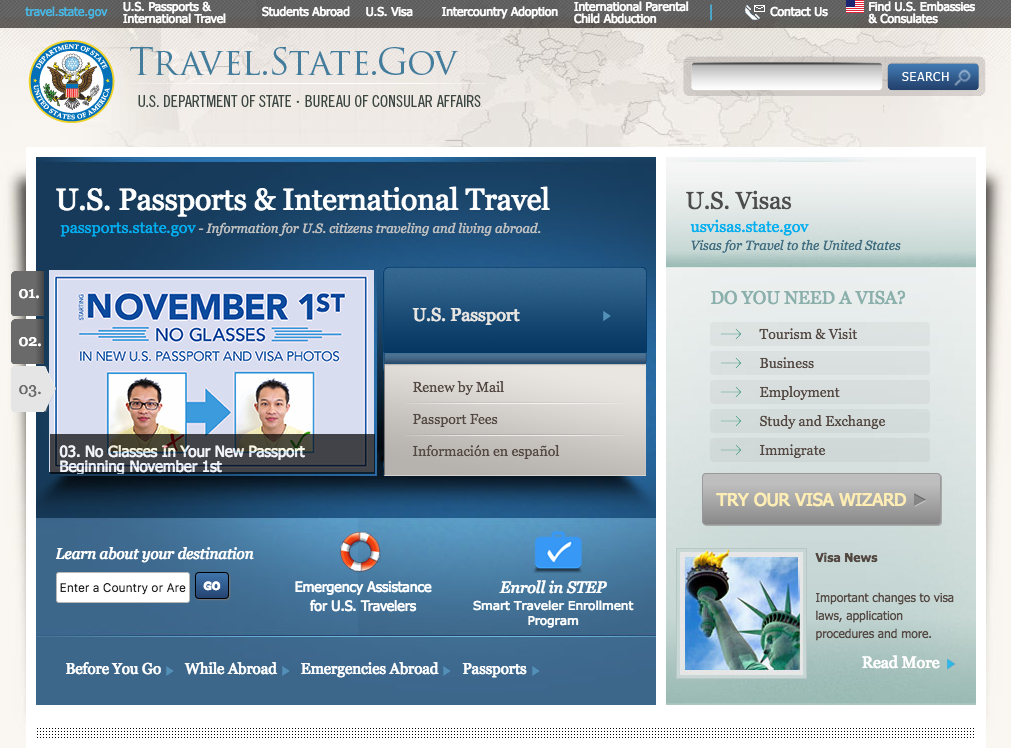 travel.state.gov
U.S. Passports &
International Travel
Students Abroad
U.S. Visa
Intercountry Adoption
International Parental
Child Abduction
Contact Us
Find U.S. Embassies
& Consulates
DEPARTMENT OF STATE
UNITED STATES OF AMERICA
TRAVEL.STATE.GOV
U.S. DEPARTMENT OF STATE · BUREAU OF CONSULAR AFFAIRS
SEARCH
U.S. Passports & International Travel
passports.state.gov - Information for U.S. citizens traveling and living abroad.
01.
02.
03.
STARTING
NOVEMBER 1ST
NO GLASSES
IN NEW U.S. PASSPORT AND VISA PHOTOS
03. No Glasses In Your New Passport
Beginning November 1st
U.S. Passport
Renew by Mail
Passport Fees
Información en español
Learn about your destination
Enter a Country or Are
GO
Emergency Assistance
for U.S. Travelers
Enroll in STEP
Smart Traveler Enrollment
Program
Before You Go
While Abroad
Emergencies Abroad
Passports
U.S. Visas
usvisas.state.gov
Visas for Travel to the United States
DO YOU NEED A VISA?
Tourism & Visit
Business
Employment
Study and Exchange
Immigrate
TRY OUR VISA WIZARD
Visa News
Important changes to visa
laws, application
procedures and more.
Read More